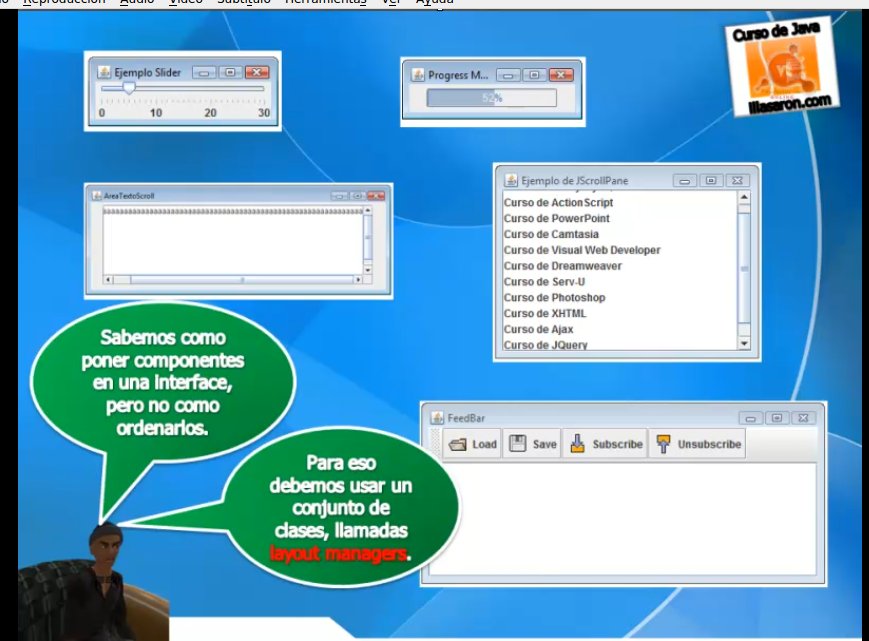 Reproducción Audio Video Subtítulo Herramientas Ver Ayuda
Curso de Java
illasaron.com
Ejemplo Slider
0 10 20 30
Progress M...
52%
AreaTextoScroll
Ejemplo de JScrollPane
Curso de ActionScript
Curso de PowerPoint
Curso de Camtasia
Curso de Visual Web Developer
Curso de Dreamweaver
Curso de Serv-U
Curso de Photoshop
Curso de XHTML
Curso de Ajax
Curso de JQuery
Sabemos como
poner componentes
en una interface,
pero no como
ordenarlos.
Para eso
debemos usar un
conjunto de
clases, llamadas
layout managers.
FeedBar
Load Save Subscribe Unsubscribe